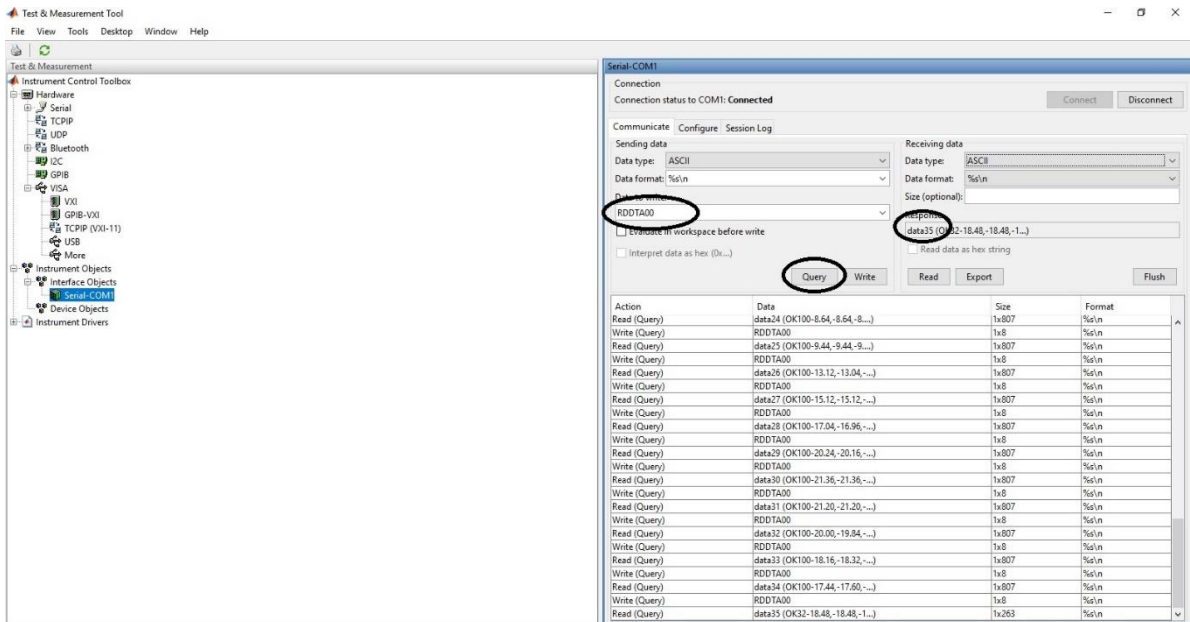 Test & Measurement Tool
File View Tools Desktop Window Help
Test & Measurement
Instrument Control Toolbox
Hardware
Serial
TCPIP
UDP
Bluetooth
I2C
GPIB
VISA
VXI
GPIB-VXI
TCPIP (VXI-11)
USB
More
Instrument Objects
Interface Objects
Serial-COM1
Device Objects
Instrument Drivers
Serial-COM1
Connection
Connection status to COM1: Connected
Connect Disconnect
Communicate Configure Session Log
Sending data
Data type: ASCII
Data format: %s\n
Data to write:
RDDTA00
Evaluate in workspace before write
Interpret data as hex (0x...)
Query Write
Receiving data
Data type: ASCII
Data format: %s\n
Size (optional):
Response:
data35 (OK32-18.48,-18.48,-1...)
Read data as hex string
Read Export Flush
Action Data Size Format
Read (Query) data24 (OK100-8.64,-8.64,-8....) 1x807 %s\n
Write (Query) RDDTA00 1x8 %s\n
Read (Query) data25 (OK100-9.44,-9.44,-9....) 1x807 %s\n
Write (Query) RDDTA00 1x8 %s\n
Read (Query) data26 (OK100-13.12,-13.04,-...) 1x807 %s\n
Write (Query) RDDTA00 1x8 %s\n
Read (Query) data27 (OK100-15.12,-15.12,-...) 1x807 %s\n
Write (Query) RDDTA00 1x8 %s\n
Read (Query) data28 (OK100-17.04,-16.96,-...) 1x807 %s\n
Write (Query) RDDTA00 1x8 %s\n
Read (Query) data29 (OK100-20.24,-20.16,-...) 1x807 %s\n
Write (Query) RDDTA00 1x8 %s\n
Read (Query) data30 (OK100-21.36,-21.36,-...) 1x807 %s\n
Write (Query) RDDTA00 1x8 %s\n
Read (Query) data31 (OK100-21.20,-21.20,-...) 1x807 %s\n
Write (Query) RDDTA00 1x8 %s\n
Read (Query) data32 (OK100-20.00,-19.84,-...) 1x807 %s\n
Write (Query) RDDTA00 1x8 %s\n
Read (Query) data33 (OK100-18.16,-18.32,-...) 1x807 %s\n
Write (Query) RDDTA00 1x8 %s\n
Read (Query) data34 (OK100-17.44,-17.60,-...) 1x807 %s\n
Write (Query) RDDTA00 1x8 %s\n
Read (Query) data35 (OK32-18.48,-18.48,-1...) 1x263 %s\n